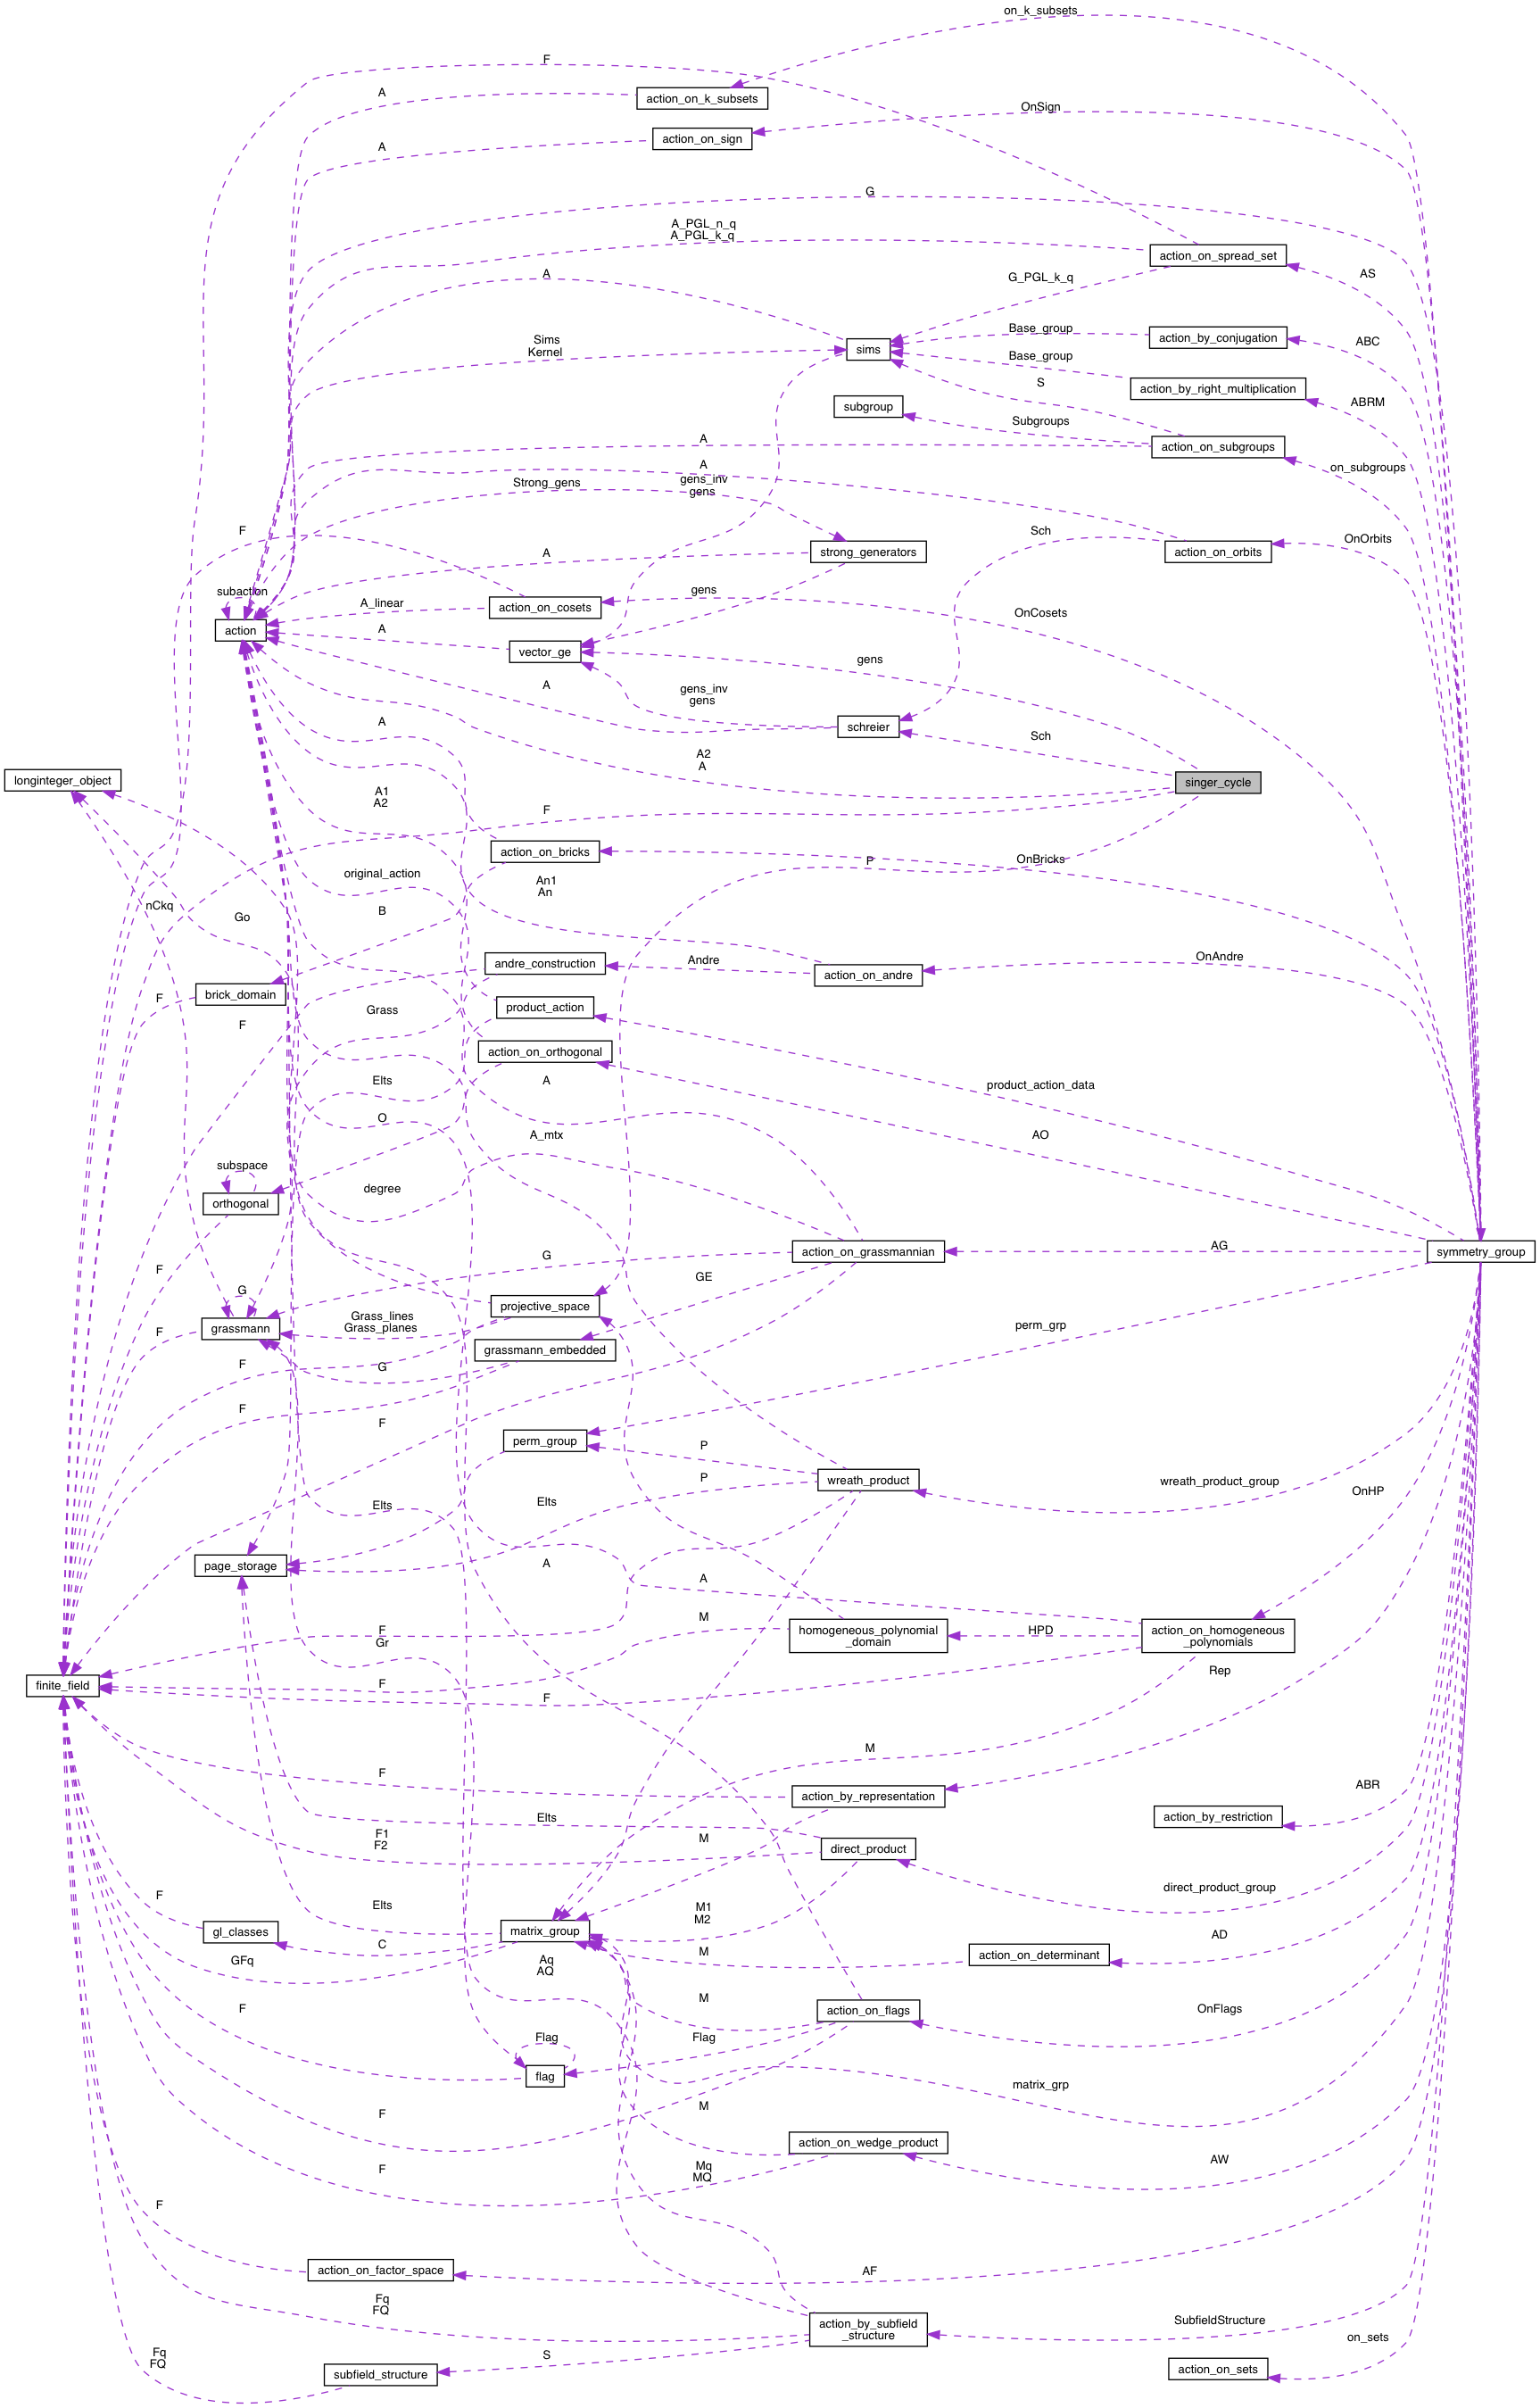 on_k_subsets
F
A
action_on_k_subsets
OnSign
action_on_sign
A
G
A_PGL_n_q
A_PGL_k_q
action_on_spread_set
AS
A
G_PGL_k_q
Base_group
action_by_conjugation
ABC
Sims
Kernel
sims
Base_group
action_by_right_multiplication
S
ABRM
subgroup
Subgroups
A
action_on_subgroups
A
on_subgroups
Strong_gens
gens_inv
gens
F
Sch
OnOrbits
A
strong_generators
action_on_orbits
subaction
gens
A_linear
action_on_cosets
OnCosets
action
A
vector_ge
gens
A
gens_inv
gens
A
schreier
Sch
A2
A
longinteger_object
singer_cycle
A1
A2
F
action_on_bricks
P
OnBricks
original_action
An1
An
nCkq
B
Go
andre_construction
Andre
action_on_andre
OnAndre
brick_domain
F
product_action
Grass
F
action_on_orthogonal
Elts
A
product_action_data
O
A_mtx
AO
subspace
degree
orthogonal
G
action_on_grassmannian
AG
symmetry_group
F
GE
G
projective_space
Grass_lines
Grass_planes
perm_grp
grassmann
F
grassmann_embedded
F
G
F
F
perm_group
P
wreath_product
P
wreath_product_group
Elts
Elts
OnHP
page_storage
A
A
M
F
Gr
homogeneous_polynomial
_domain
HPD
action_on_homogeneous
_polynomials
finite_field
F
F
Rep
M
F
action_by_representation
ABR
action_by_restriction
Elts
F1
F2
M
direct_product
direct_product_group
F
Elts
M1
M2
gl_classes
C
matrix_group
AD
GFq
Aq
AQ
M
action_on_determinant
F
M
action_on_flags
OnFlags
Flag
Flag
flag
matrix_grp
F
M
action_on_wedge_product
AW
F
Mq
MQ
F
action_on_factor_space
AF
Fq
FQ
action_by_subfield
_structure
SubfieldStructure
on_sets
Fq
FQ
S
subfield_structure
action_on_sets